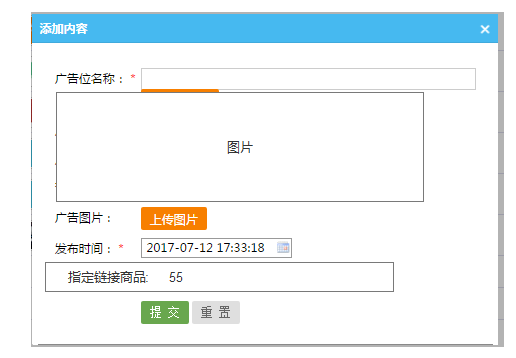 添加内容 ×
广告位名称： *
图片
广告图片： 上传图片
发布时间： * 2017-07-12 17:33:18
指定链接商品: 55
提 交 重 置